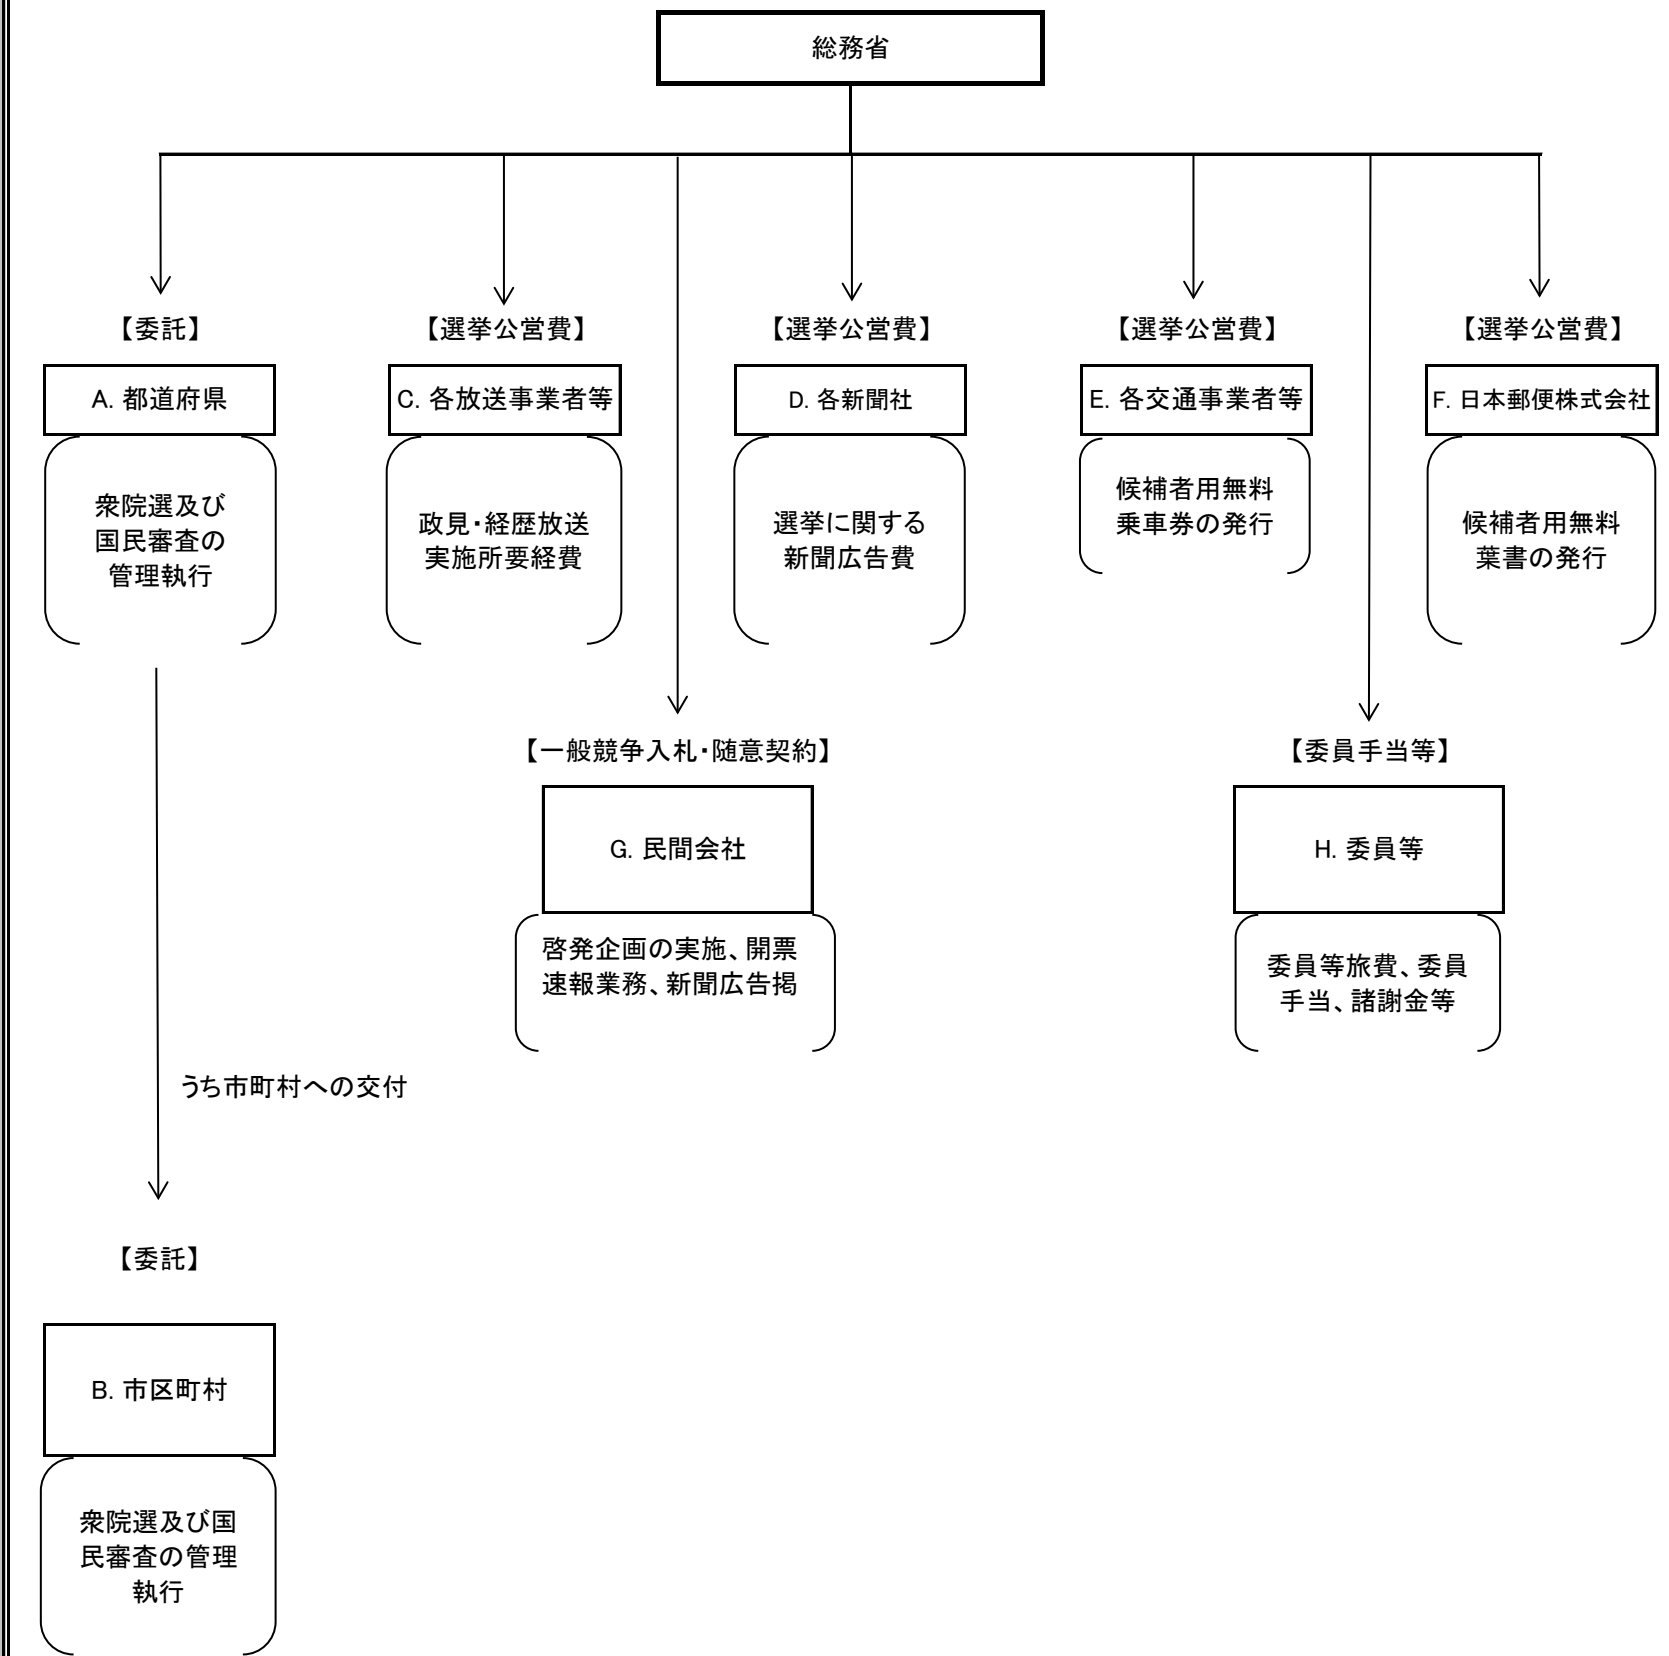 総務省
【委託】
【選挙公営費】
【選挙公営費】
【選挙公営費】
【選挙公営費】
A. 都道府県
C. 各放送事業者等
D. 各新聞社
E. 各交通事業者等
F. 日本郵便株式会社
衆院選及び
国民審査の
管理執行
政見・経歴放送
実施所要経費
選挙に関する
新聞広告費
候補者用無料
乗車券の発行
候補者用無料
葉書の発行
【一般競争入札・随意契約】
【委員手当等】
G. 民間会社
H. 委員等
啓発企画の実施、開票
速報業務、新聞広告掲
委員等旅費、委員
手当、諸謝金等
うち市町村への交付
【委託】
B. 市区町村
衆院選及び国
民審査の管理
執行